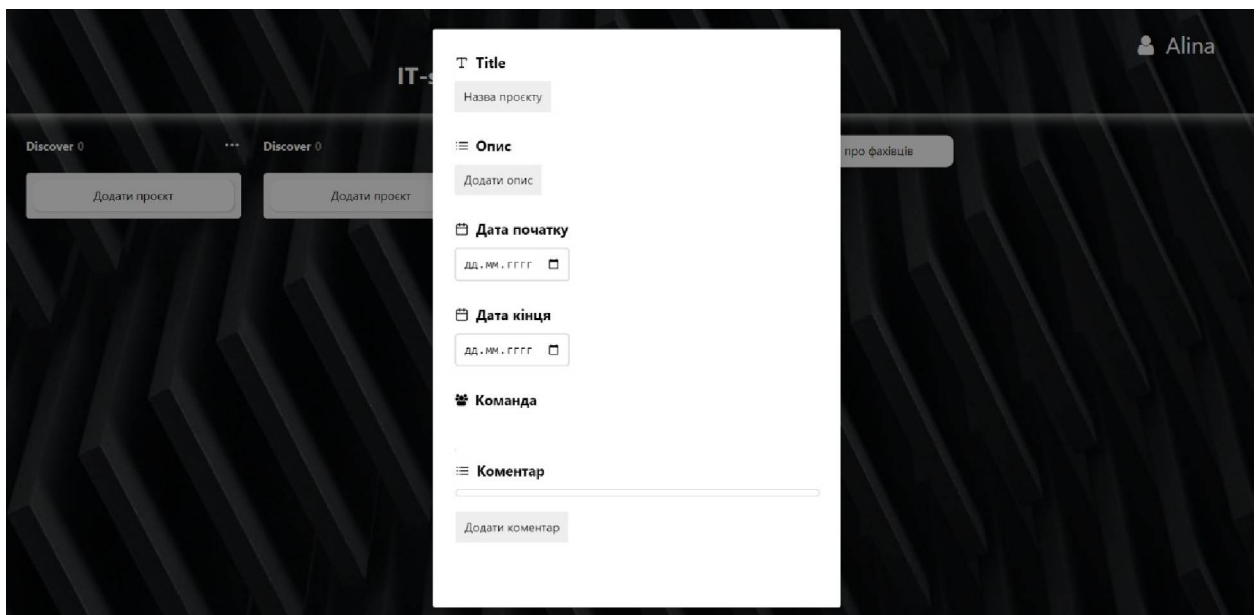 Alina
IT-s
Discover 0 ...
Discover 0
Додати проєкт
Додати проєкт
про фахівців
Title
Назва проєкту
Опис
Додати опис
Дата початку
дд.мм.гггг
Дата кінця
дд.мм.гггг
Команда
Коментар
Додати коментар